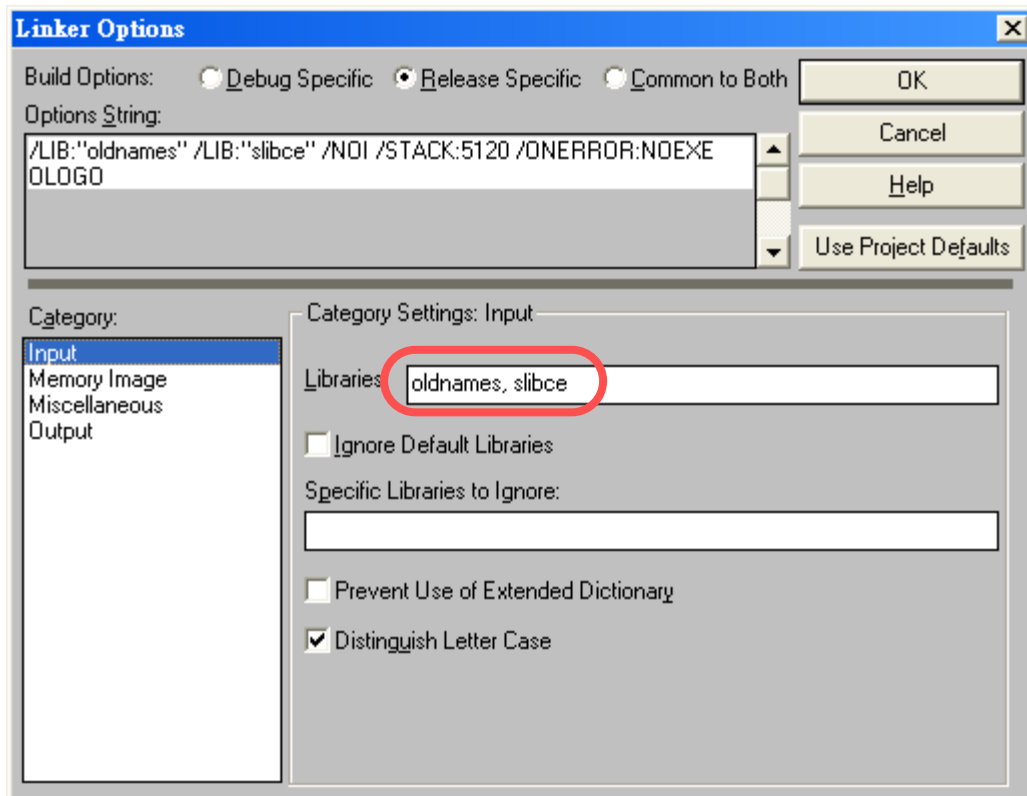 Linker Options
Build Options: Debug Specific Release Specific Common to Both
OK
Options String:
Cancel
/LIB:"oldnames" /LIB:"slibce" /NOI /STACK:5120 /ONERROR:NOEXE
OLOGO
Help
Use Project Defaults
Category:
Input
Memory Image
Miscellaneous
Output
Category Settings: Input
Libraries oldnames, slibce
Ignore Default Libraries
Specific Libraries to Ignore:
Prevent Use of Extended Dictionary
Distinguish Letter Case